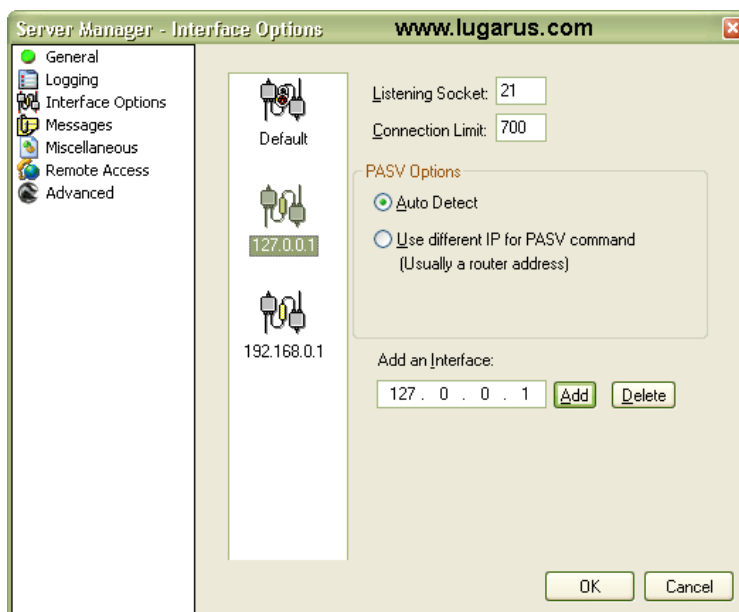 Server Manager - Interface Options
www.lugarus.com
General
Logging
Interface Options
Messages
Miscellaneous
Remote Access
Advanced
Default
127.0.0.1
192.168.0.1
Listening Socket: 21
Connection Limit: 700
PASV Options
Auto Detect
Use different IP for PASV command
(Usually a router address)
Add an Interface:
127 . 0 . 0 . 1 Add Delete
OK Cancel